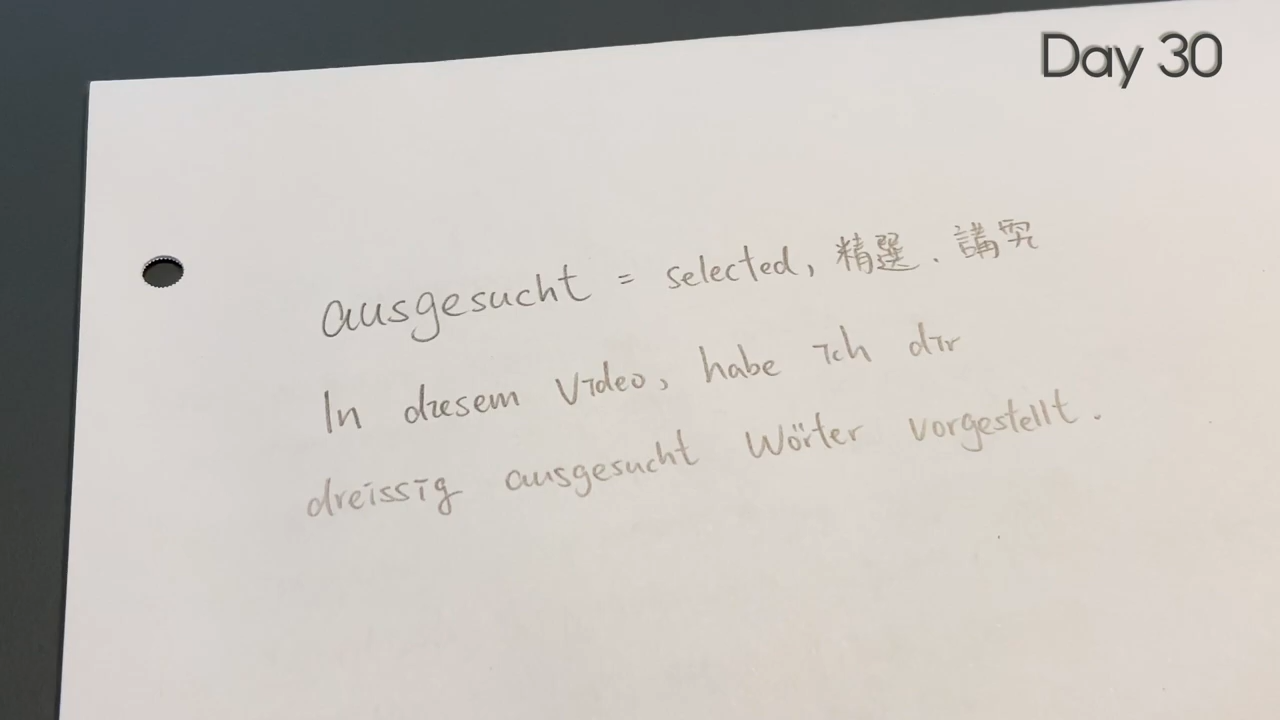 Day 30
ausgesucht = selected, 精選、講究
In diesem Video, habe ich dir
dreissig ausgesucht Wörter vorgestellt.